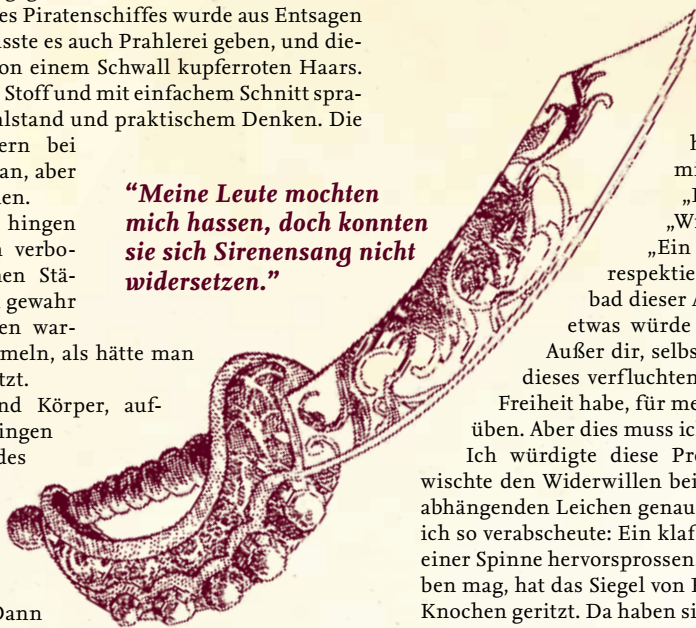 es Piratenschiffes wurde aus Entsagen
sste es auch Prahlerei geben, und die-
on einem Schwall kupferroten Haars.
Stoff und mit einfachem Schnitt spra-
lstand und praktischem Denken. Die
ern bei
an, aber
en.
hingen
verbo-
en Stä-
gewahr
en war-
meln, als hätte man
tzt.
nd Körper, auf-
ingen
des
Dann
“Meine Leute mochten
mich hassen, doch konnten
sie sich Sirenensang nicht
widersetzen.”
h
mi
„Wi
„Ein
respektie
bad dieser
etwas würde
Außer dir, selbs
dieses verfluchten
Freiheit habe, für me
üben. Aber dies muss ic
Ich würdigte diese Pr
wischte den Widerwillen bei
abhängenden Leichen genau
ich so verabscheute: Ein klaf
einer Spinne hervorsprossen.
ben mag, hat das Siegel von
Knochen geritzt. Da haben si